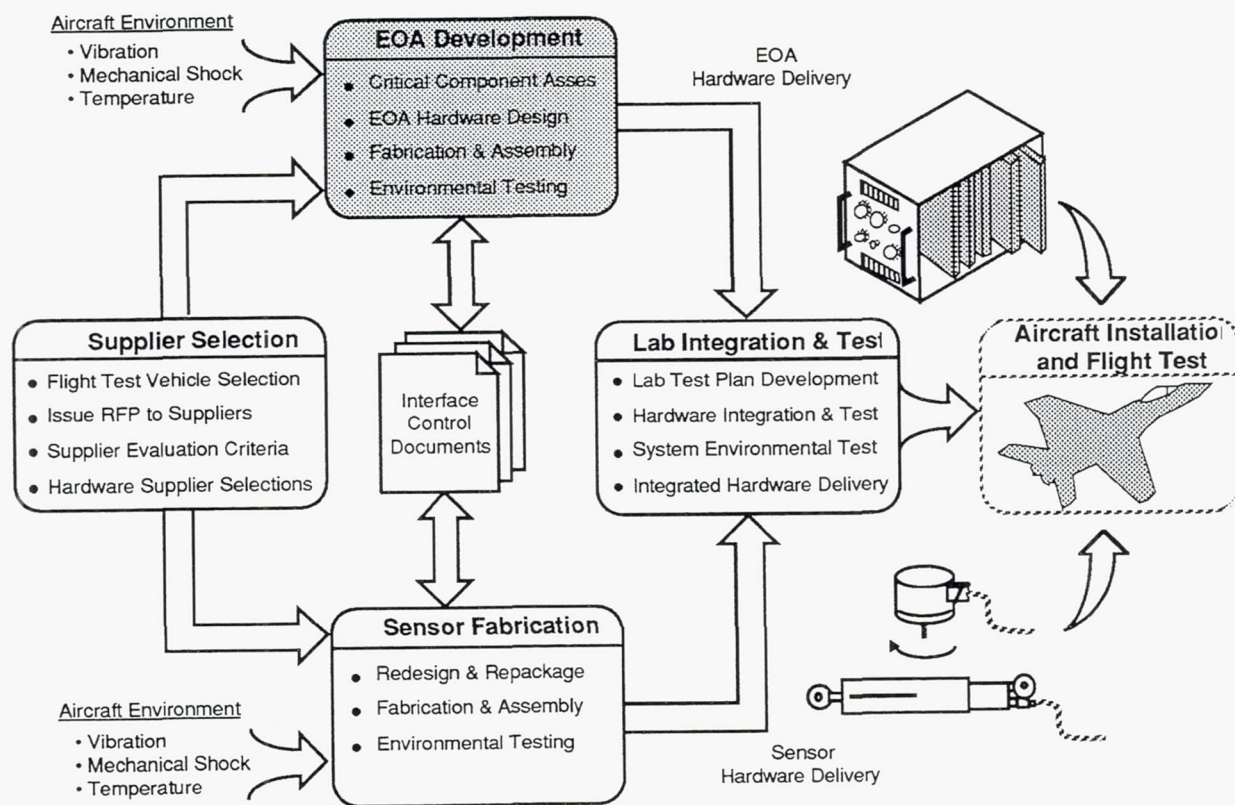 Aircraft Environment
• Vibration
• Mechanical Shock
• Temperature
EOA Development
• Critical Component Asses
• EOA Hardware Design
• Fabrication & Assembly
• Environmental Testing
EOA
Hardware Delivery
Supplier Selection
• Flight Test Vehicle Selection
• Issue RFP to Suppliers
• Supplier Evaluation Criteria
• Hardware Supplier Selections
Interface
Control
Documents
Lab Integration & Test
• Lab Test Plan Development
• Hardware Integration & Test
• System Environmental Test
• Integrated Hardware Delivery
Aircraft Installatio
and Flight Test
Sensor Fabrication
• Redesign & Repackage
• Fabrication & Assembly
• Environmental Testing
Aircraft Environment
• Vibration
• Mechanical Shock
• Temperature
Sensor
Hardware Delivery